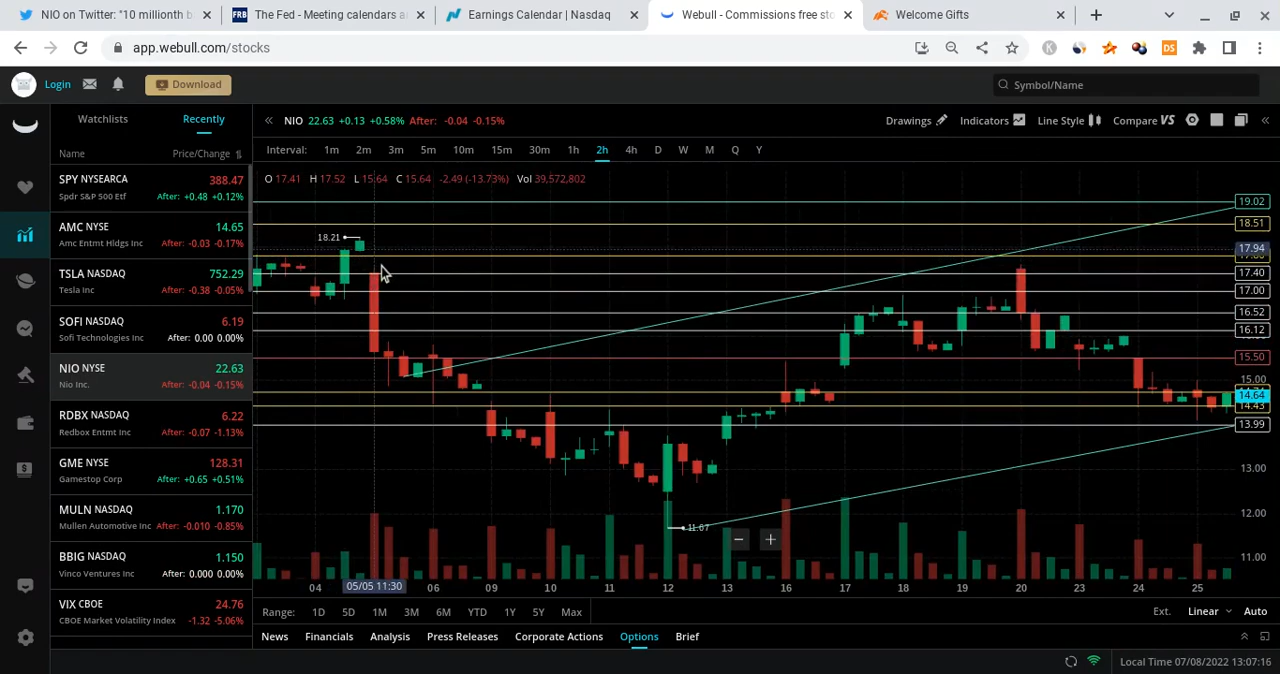 NIO on Twitter: "10 millionth b
FRB
The Fed - Meeting calendars a
Earnings Calendar | Nasdaq
Webull - Commissions free sto
Welcome Gifts
app.webull.com/stocks
K
DS
Login
Download
Symbol/Name
Watchlists
Recently
NIO 22.63 +0.13 +0.58% After: -0.04 -0.15%
Drawings
Indicators
Line Style
Compare VS
Name
Price/Change
Interval: 1m 2m 3m 5m 10m 15m 30m 1h 2h 4h D W M Q Y
O 17.41 H 17.52 L 15.64 C 15.64 -2.49 (-13.73%) Vol 39,572,802
SPY NYSEARCA 388.47
Spdr S&P 500 Etf After: +0.48 +0.12%
AMC NYSE 14.65
Amc Entmt Hldgs Inc After: -0.03 -0.17%
TSLA NASDAQ 752.29
Tesla Inc After: -0.38 -0.05%
SOFI NASDAQ 6.19
Sofi Technologies Inc After: 0.00 0.00%
NIO NYSE 22.63
Nio Inc. After: -0.04 -0.15%
RDBX NASDAQ 6.22
Redbox Entmt Inc After: -0.07 -1.13%
GME NYSE 128.31
Gamestop Corp After: +0.65 +0.51%
MULN NASDAQ 1.170
Mullen Automotive Inc After: -0.010 -0.85%
BBIG NASDAQ 1.150
Vinco Ventures Inc After: 0.000 0.00%
VIX CBOE 24.76
CBOE Market Volatility Index -1.32 -5.06%
18.21
11.67
19.02
18.51
17.94
17.40
17.00
16.52
16.12
15.50
15.00
14.64
14.43
13.99
13.00
12.00
11.00
04 05/05 11:30 06 09 10 11 12 13 16 17 18 19 20 23 24 25
Range: 1D 5D 1M 3M 6M YTD 1Y 5Y Max
Ext. Linear Auto
News Financials Analysis Press Releases Corporate Actions Options Brief
Local Time 07/08/2022 13:07:16